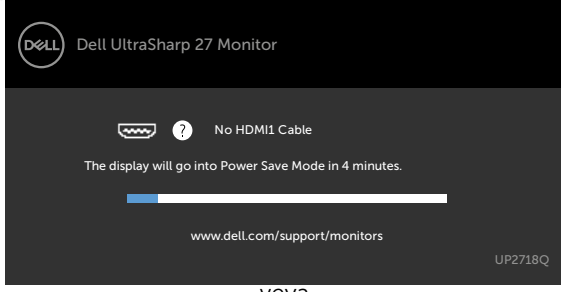 DELL
Dell UltraSharp 27 Monitor
? No HDMI1 Cable
The display will go into Power Save Mode in 4 minutes.
www.dell.com/support/monitors
UP2718Q